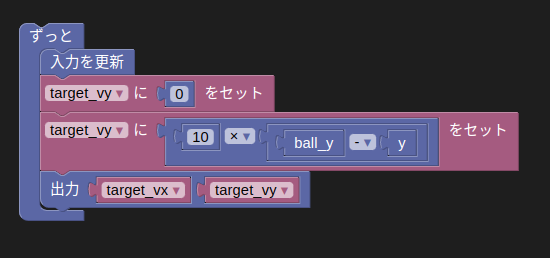 ずっと
入力を更新
target_vy ▾ に 0 をセット
target_vy ▾ に 10 × ▾ ball_y - ▾ y をセット
出力 target_vx ▾ target_vy ▾